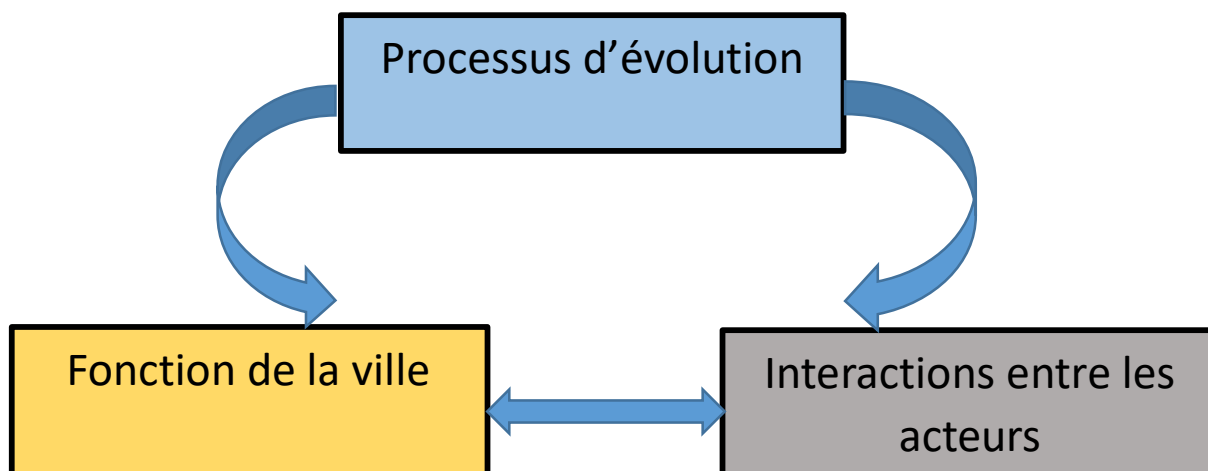 Processus d’évolution
Fonction de la ville
Interactions entre les
acteurs